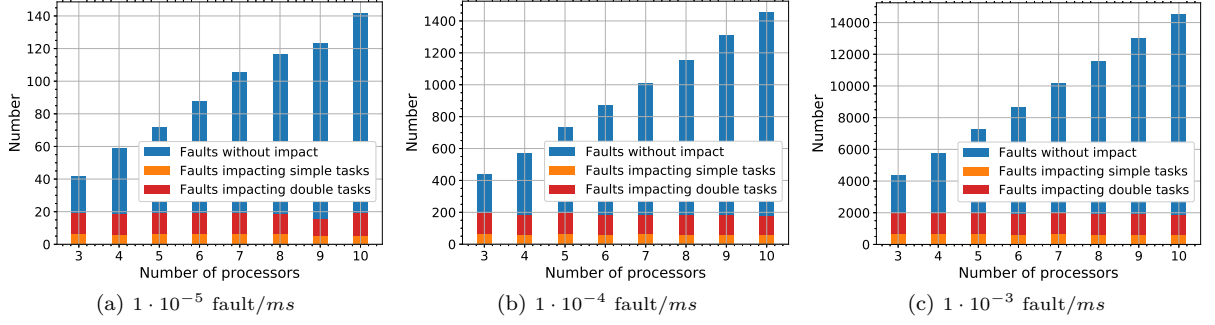 140
120
100
80
60
40
20
0
Number
Faults without impact
Faults impacting simple tasks
Faults impacting double tasks
3 4 5 6 7 8 9 10
Number of processors
(a) 1 · 10⁻⁵ fault/ms
1400
1200
1000
800
600
400
200
0
Number
Faults without impact
Faults impacting simple tasks
Faults impacting double tasks
3 4 5 6 7 8 9 10
Number of processors
(b) 1 · 10⁻⁴ fault/ms
14000
12000
10000
8000
6000
4000
2000
0
Number
Faults without impact
Faults impacting simple tasks
Faults impacting double tasks
3 4 5 6 7 8 9 10
Number of processors
(c) 1 · 10⁻³ fault/ms